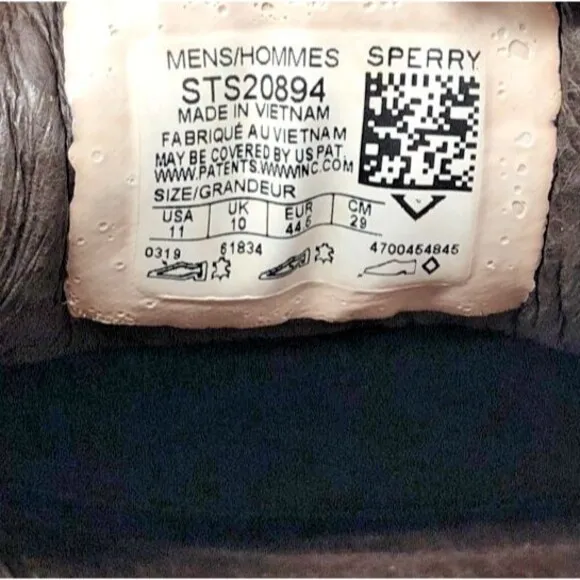 MENS/HOMMES SPERRY
STS20894
MADE IN VIETNAM
FABRIQUÉ AU VIETNAM
MAY BE COVERED BY US PAT.
WWW.PATENTS.WWWINC.COM
SIZE/GRANDEUR
USA UK EUR CM
11 10 44.5 29
0319 61834 4700454845